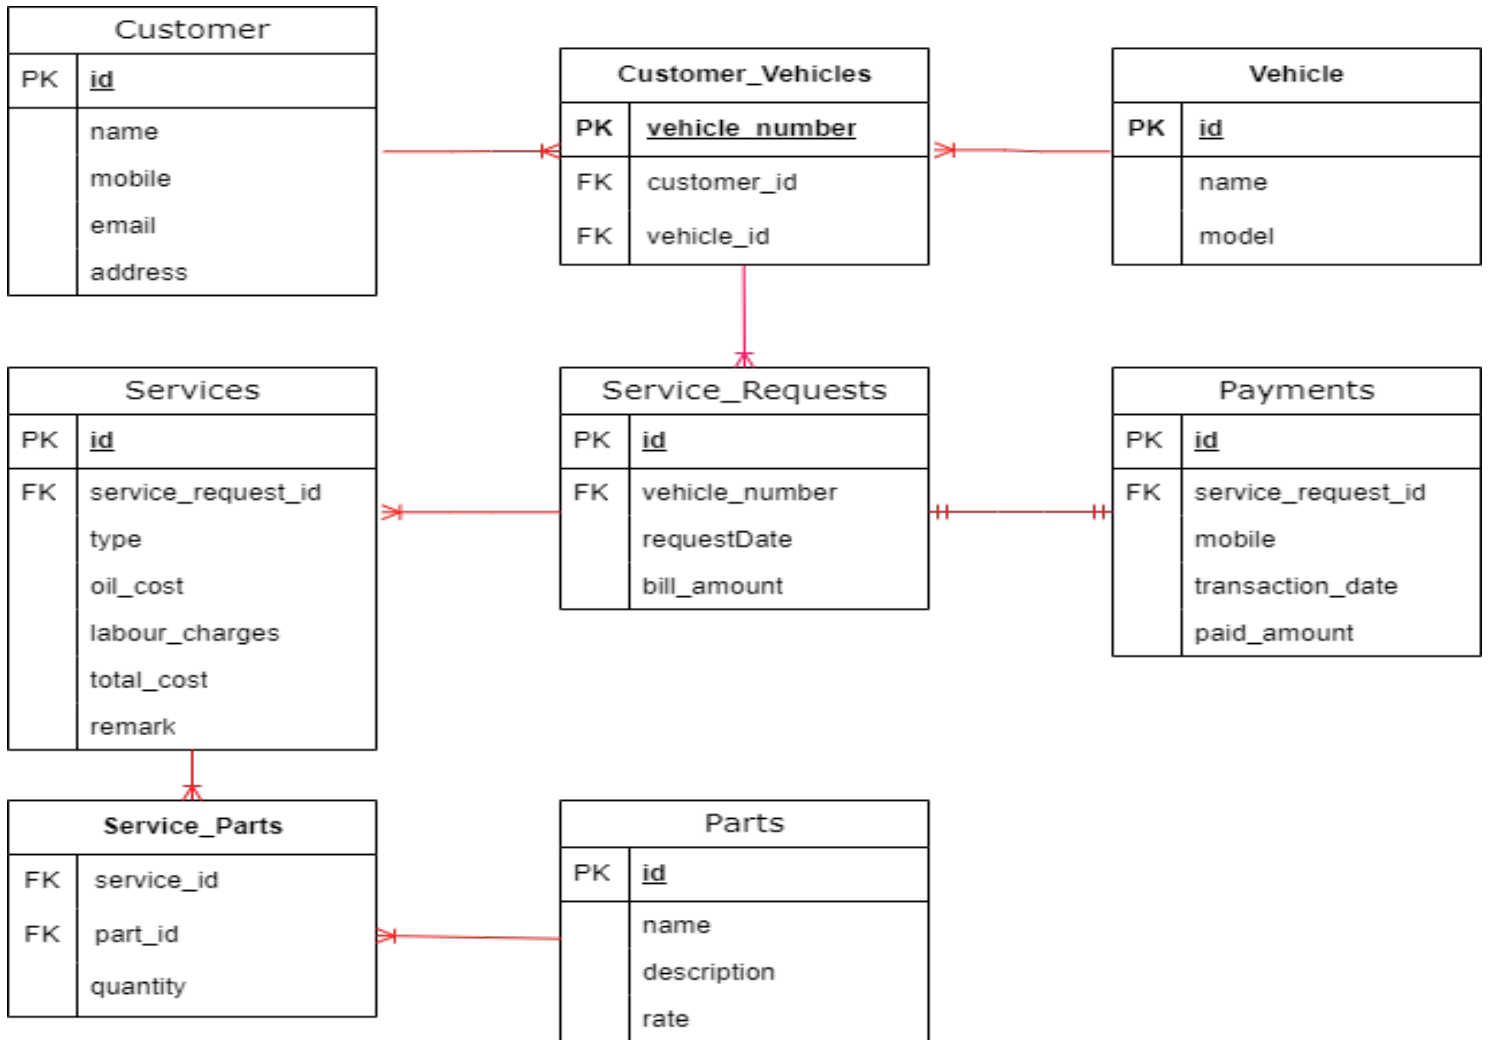 Customer
PK id
name
mobile
email
address
Customer_Vehicles
PK vehicle_number
FK customer_id
FK vehicle_id
Vehicle
PK id
name
model
Services
PK id
FK service_request_id
type
oil_cost
labour_charges
total_cost
remark
Service_Requests
PK id
FK vehicle_number
requestDate
bill_amount
Payments
PK id
FK service_request_id
mobile
transaction_date
paid_amount
Service_Parts
FK service_id
FK part_id
quantity
Parts
PK id
name
description
rate